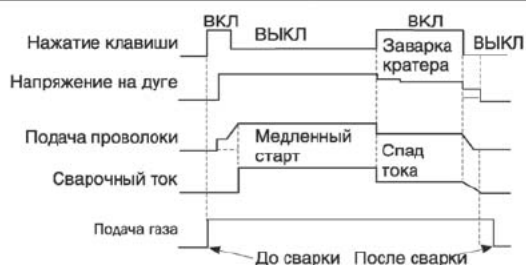 ВКЛ
ВКЛ
Нажатие клавиши
ВЫКЛ
Заварка
кратера
ВЫКЛ
Напряжение на дуге
Подача проволоки
Медленный
старт
Спад
тока
Сварочный ток
Подача газа
До сварки
После сварки